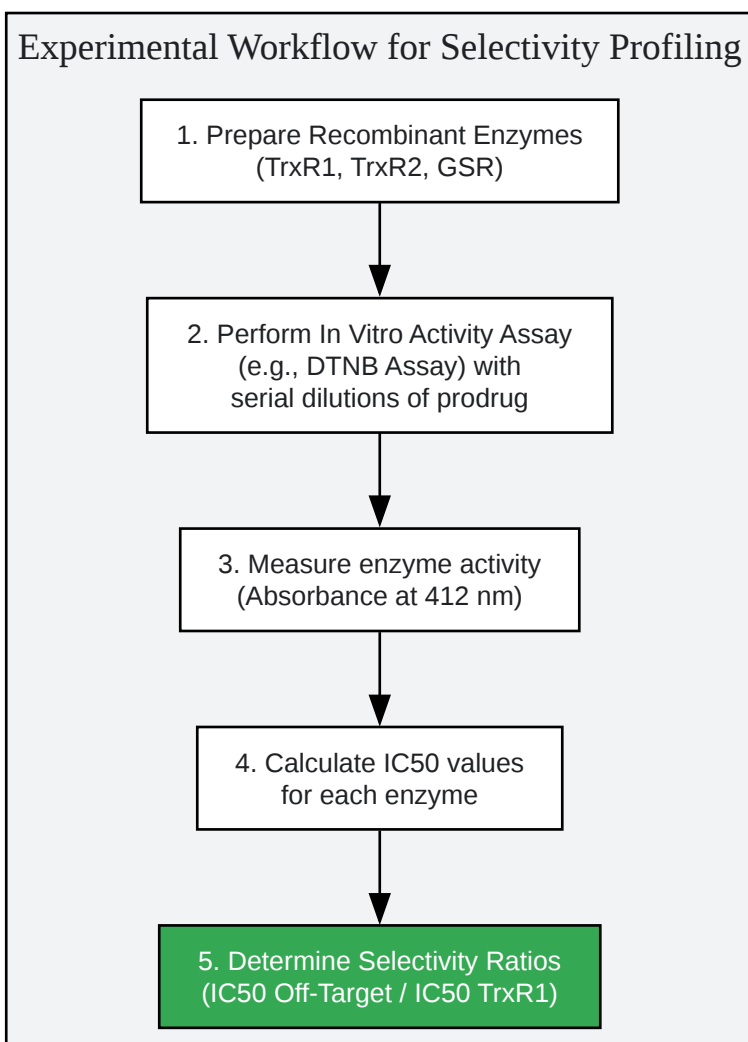 Experimental Workflow for Selectivity Profiling
1. Prepare Recombinant Enzymes
(TrxR1, TrxR2, GSR)
2. Perform In Vitro Activity Assay
(e.g., DTNB Assay) with
serial dilutions of prodrug
3. Measure enzyme activity
(Absorbance at 412 nm)
4. Calculate IC50 values
for each enzyme
5. Determine Selectivity Ratios
(IC50 Off-Target / IC50 TrxR1)